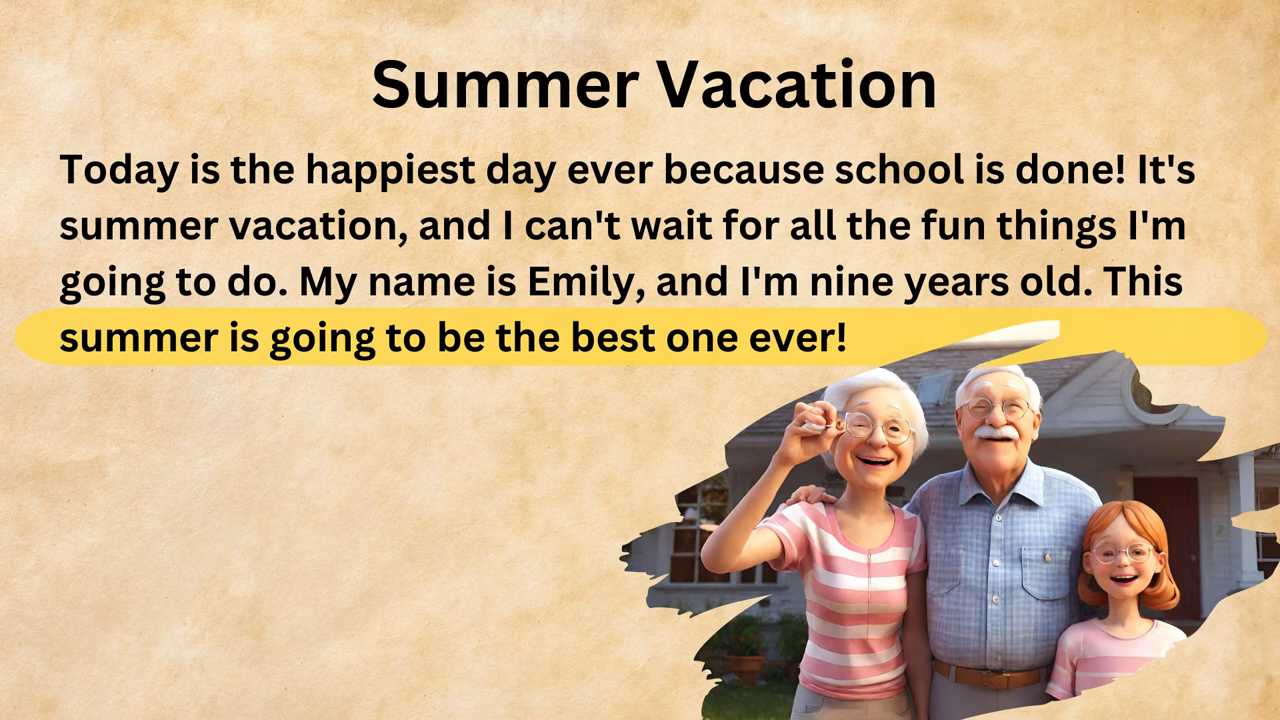 Summer Vacation
Today is the happiest day ever because school is done! It's
summer vacation, and I can't wait for all the fun things I'm
going to do. My name is Emily, and I'm nine years old. This
summer is going to be the best one ever!